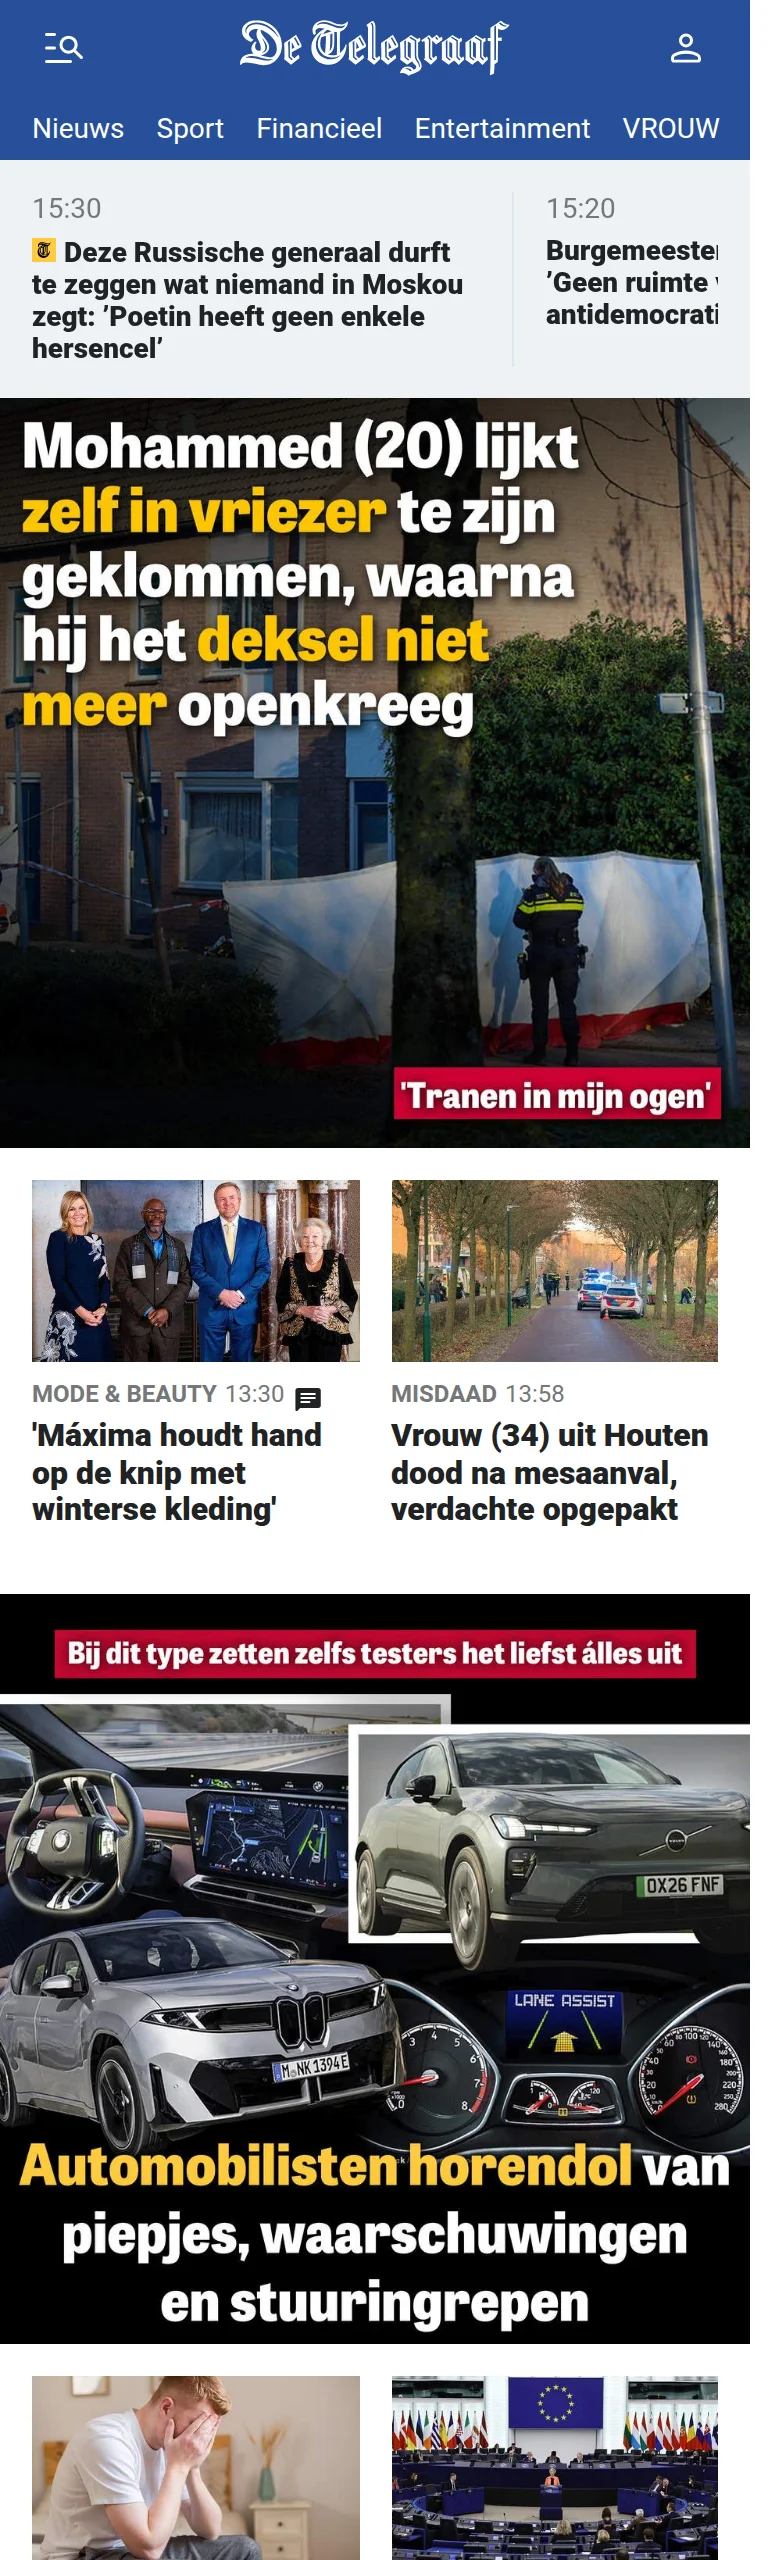 De Telegraaf
Nieuws Sport Financieel Entertainment VROUW
15:30
Deze Russische generaal durft
te zeggen wat niemand in Moskou
zegt: ’Poetin heeft geen enkele
hersencel’
15:20
Burgemeester
’Geen ruimte
antidemocrati
Mohammed (20) lijkt
zelf in vriezer te zijn
geklommen, waarna
hij het deksel niet
meer openkreeg
'Tranen in mijn ogen'
MODE & BEAUTY 13:30
'Máxima houdt hand
op de knip met
winterse kleding'
MISDAAD 13:58
Vrouw (34) uit Houten
dood na mesaanval,
verdachte opgepakt
Bij dit type zetten zelfs testers het liefst álles uit
OX26 FNF
LANE ASSIST
M NK 1394E
Automobilisten horendol van
piepjes, waarschuwingen
en stuuringrepen